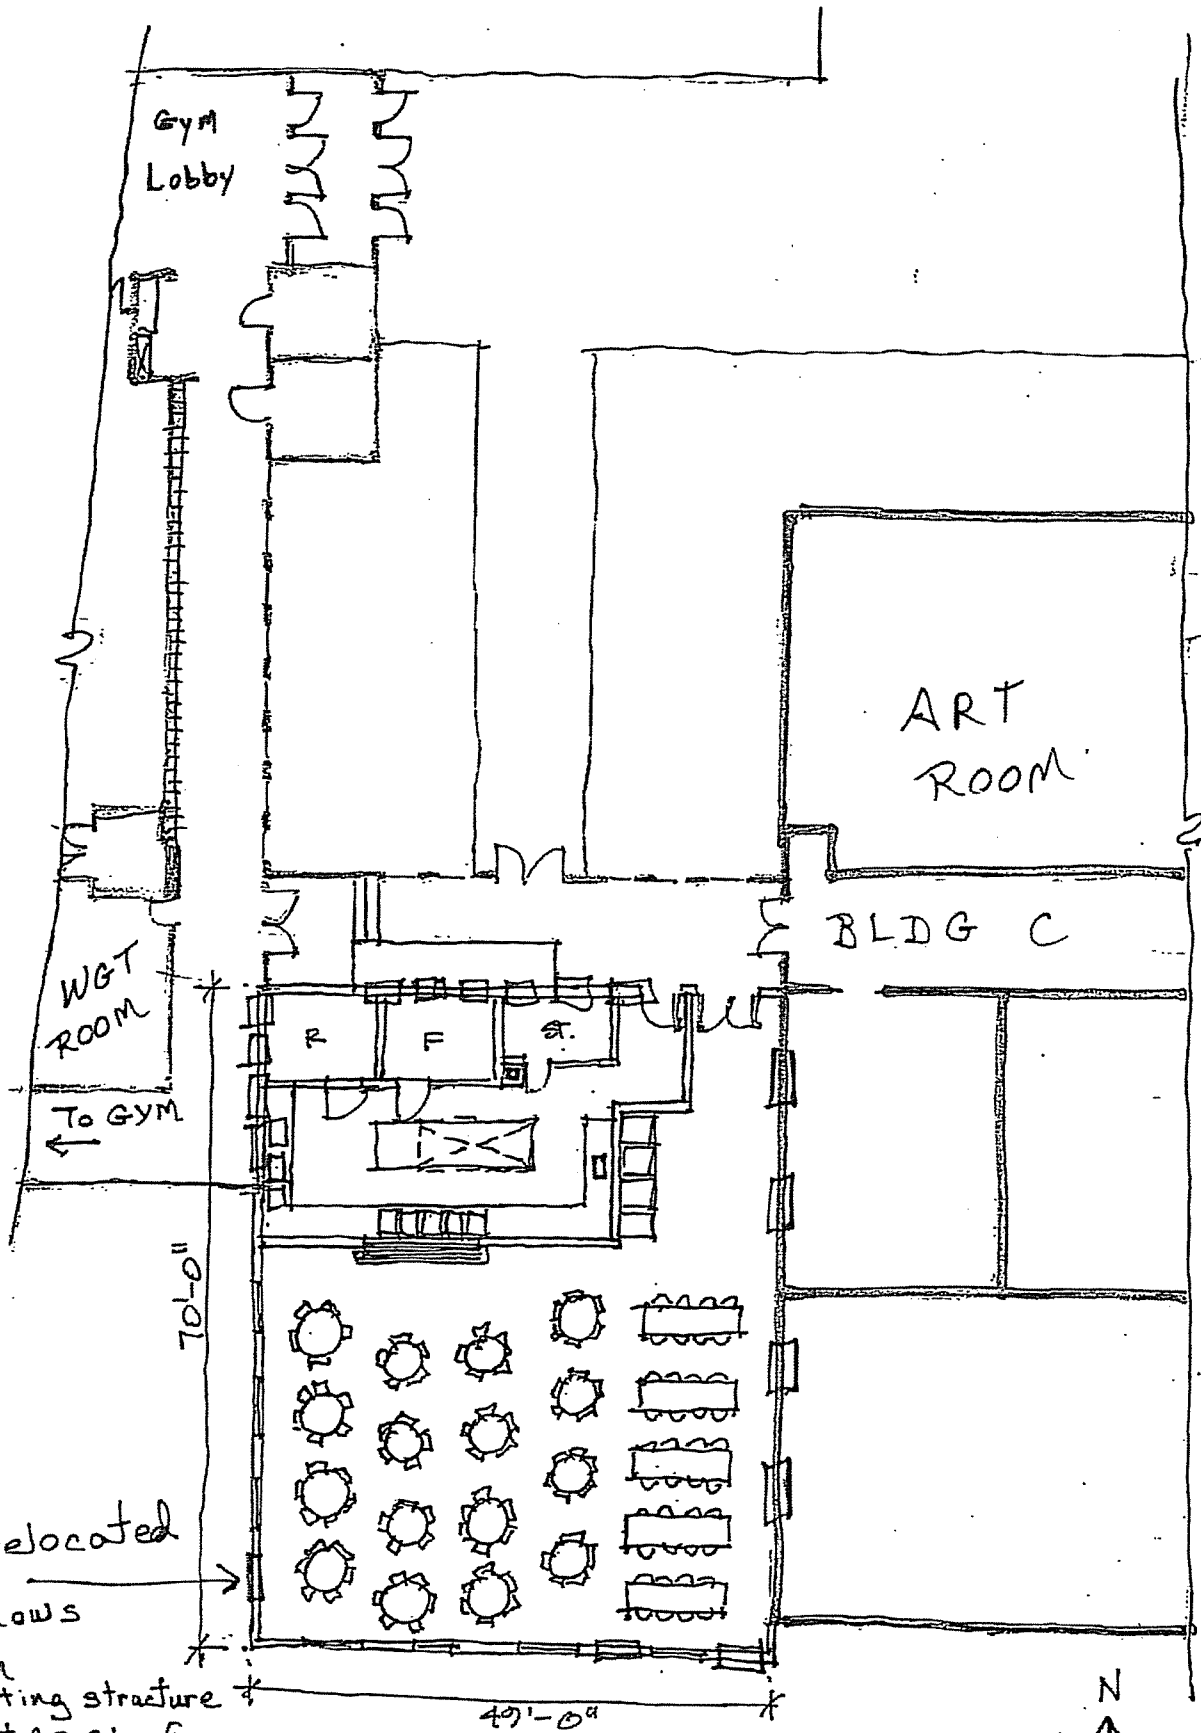 Gym
Lobby
ART
ROOM
BLDG C
WGT
ROOM
R
F
ST.
To GYM
70'-0"
49'-0"
elocated
ows
ting structure
N